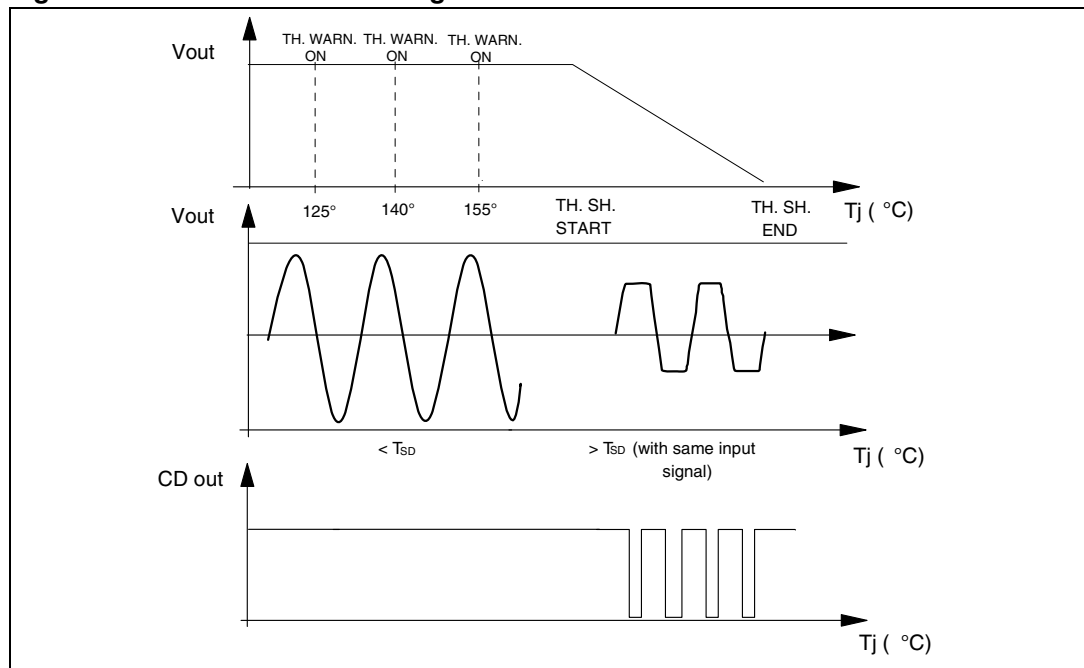 Vout
TH. WARN. ON
TH. WARN. ON
TH. WARN. ON
125°
140°
155°
TH. SH. START
TH. SH. END
Tj ( °C)
Vout
< TSD
> TSD (with same input signal)
Tj ( °C)
CD out
Tj ( °C)